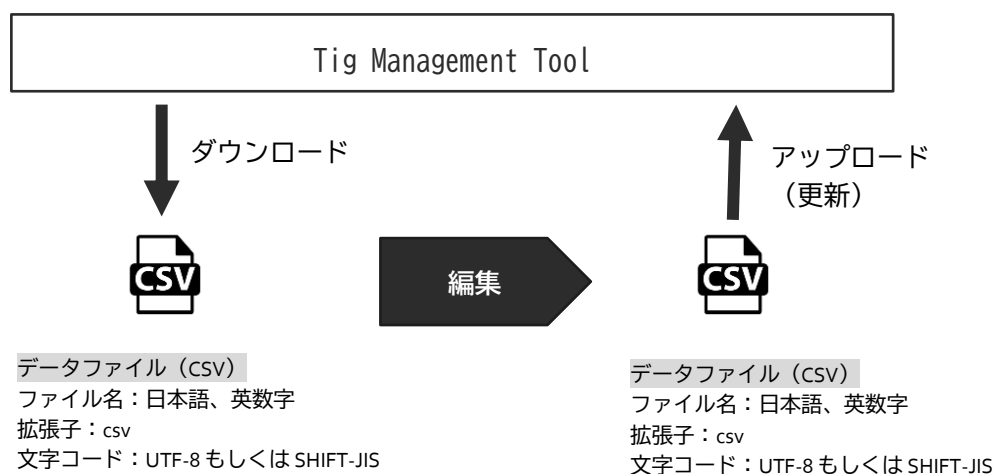 Tig Management Tool
ダウンロード
アップロード
（更新）
CSV
編集
CSV
データファイル（CSV）
ファイル名：日本語、英数字
拡張子：csv
文字コード：UTF-8 もしくは SHIFT-JIS
データファイル（CSV）
ファイル名：日本語、英数字
拡張子：csv
文字コード：UTF-8 もしくは SHIFT-JIS